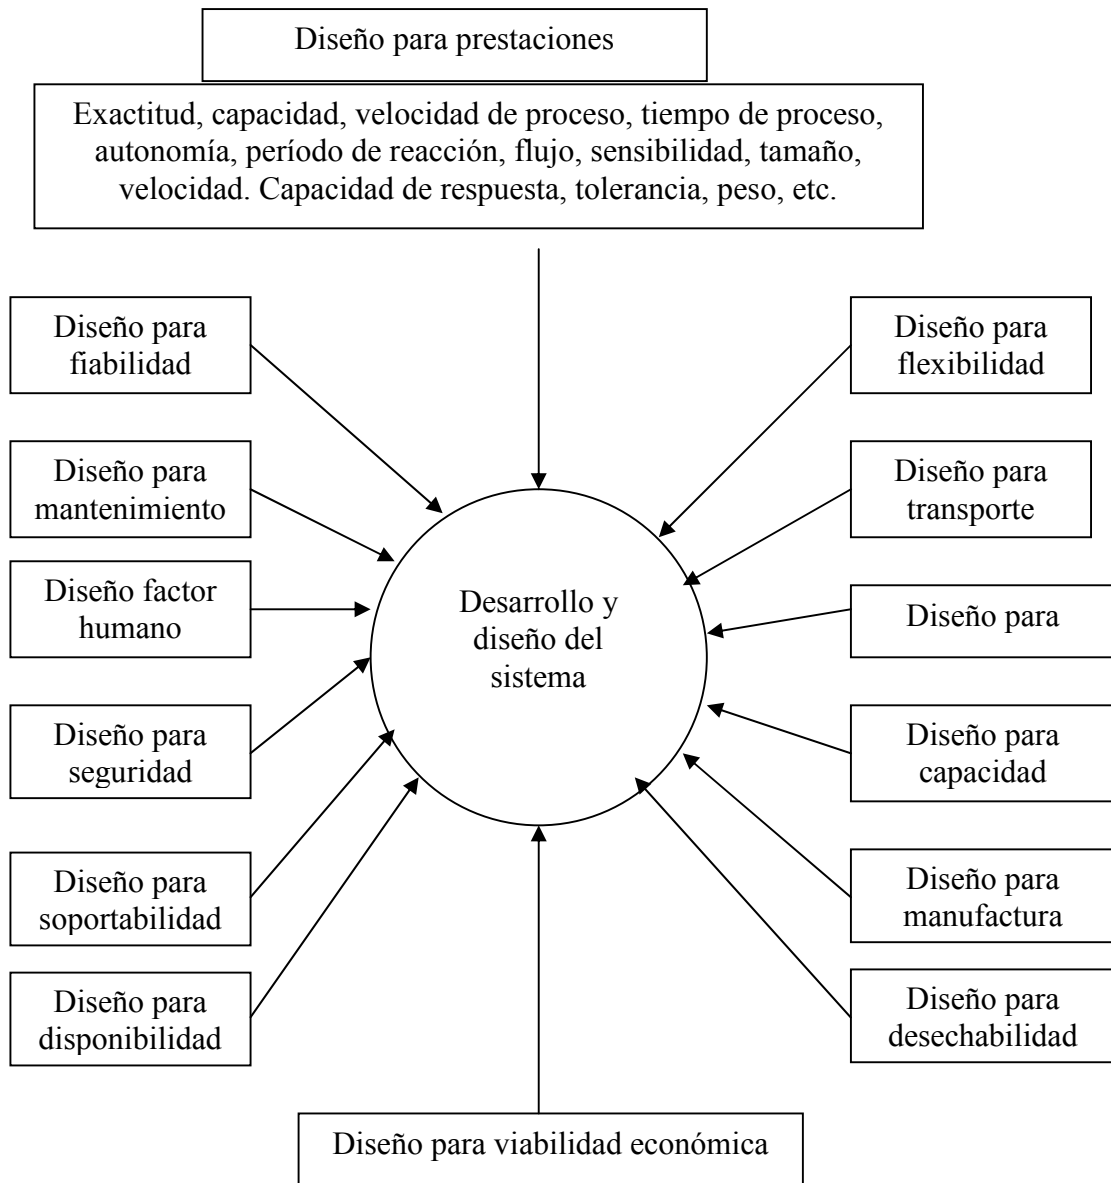 Diseño para prestaciones
Exactitud, capacidad, velocidad de proceso, tiempo de proceso,
autonomía, período de reacción, flujo, sensibilidad, tamaño,
velocidad. Capacidad de respuesta, tolerancia, peso, etc.
Diseño para
fiabilidad
Diseño para
mantenimiento
Diseño factor
humano
Diseño para
seguridad
Diseño para
soportabilidad
Diseño para
disponibilidad
Desarrollo y
diseño del
sistema
Diseño para
flexibilidad
Diseño para
transporte
Diseño para
Diseño para
capacidad
Diseño para
manufactura
Diseño para
desechabilidad
Diseño para viabilidad económica